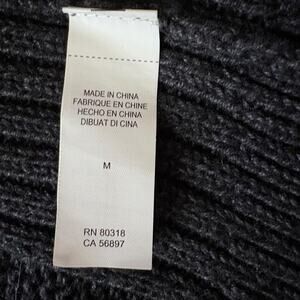 MADE IN CHINA
FABRIQUE EN CHINE
HECHO EN CHINA
DIBUAT DI CINA
M
RN 80318
CA 56897